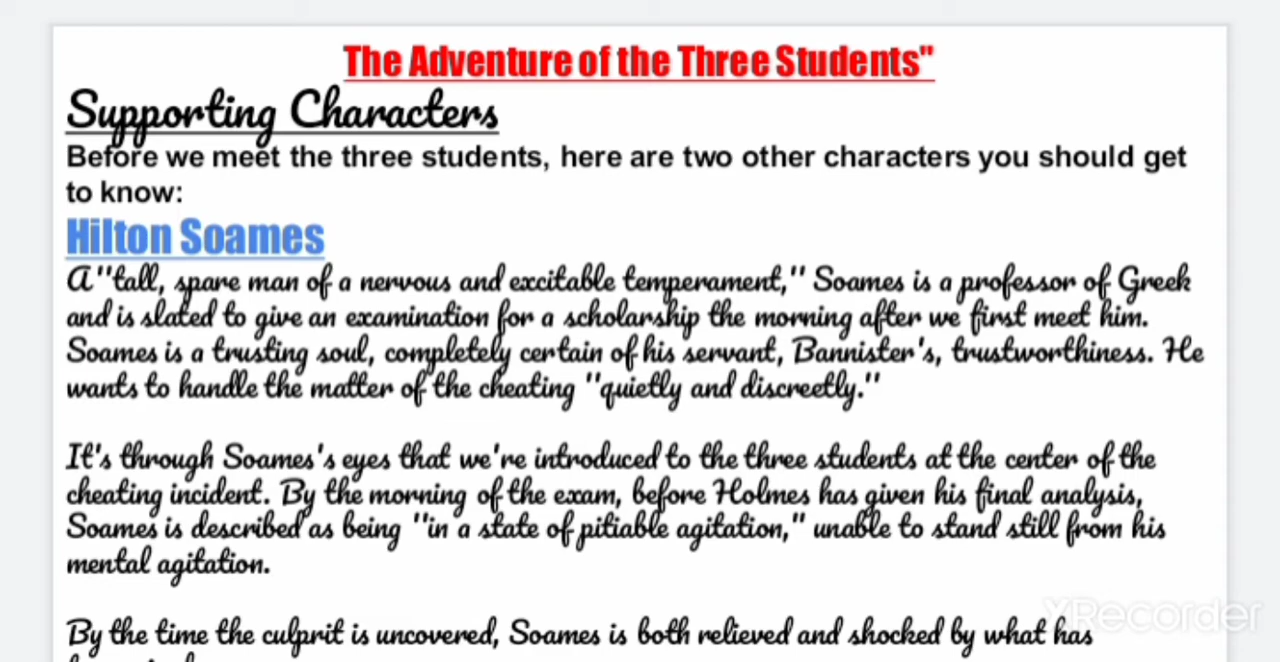 The Adventure of the Three Students"
Supporting Characters
Before we meet the three students, here are two other characters you should get
to know:
Hilton Soames
A "tall, spare man of a nervous and excitable temperament," Soames is a professor of Greek
and is slated to give an examination for a scholarship the morning after we first meet him.
Soames is a trusting soul, completely certain of his servant, Bannister's, trustworthiness. He
wants to handle the matter of the cheating "quietly and discreetly."
It's through Soames's eyes that we're introduced to the three students at the center of the
cheating incident. By the morning of the exam, before Holmes has given his final analysis,
Soames is described as being "in a state of pitiable agitation," unable to stand still from his
mental agitation.
By the time the culprit is uncovered, Soames is both relieved and shocked by what has
XRecorder